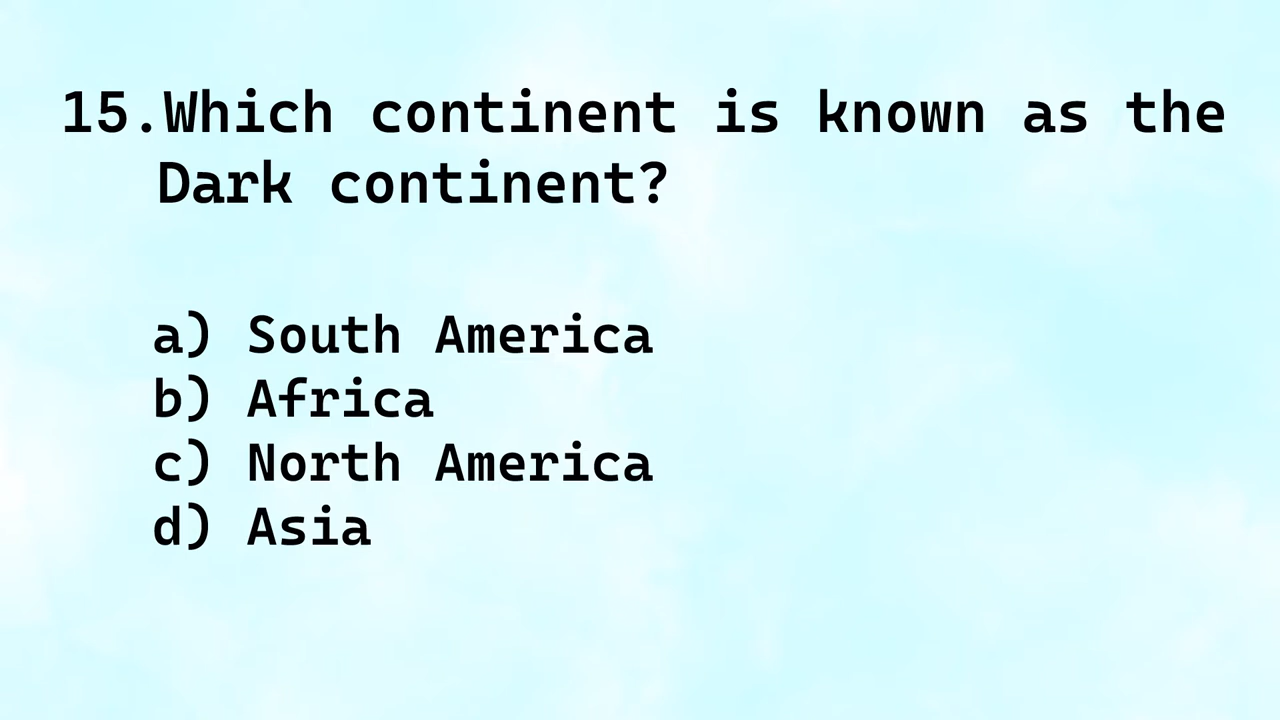 15.Which continent is known as the
Dark continent?
a) South America
b) Africa
c) North America
d) Asia